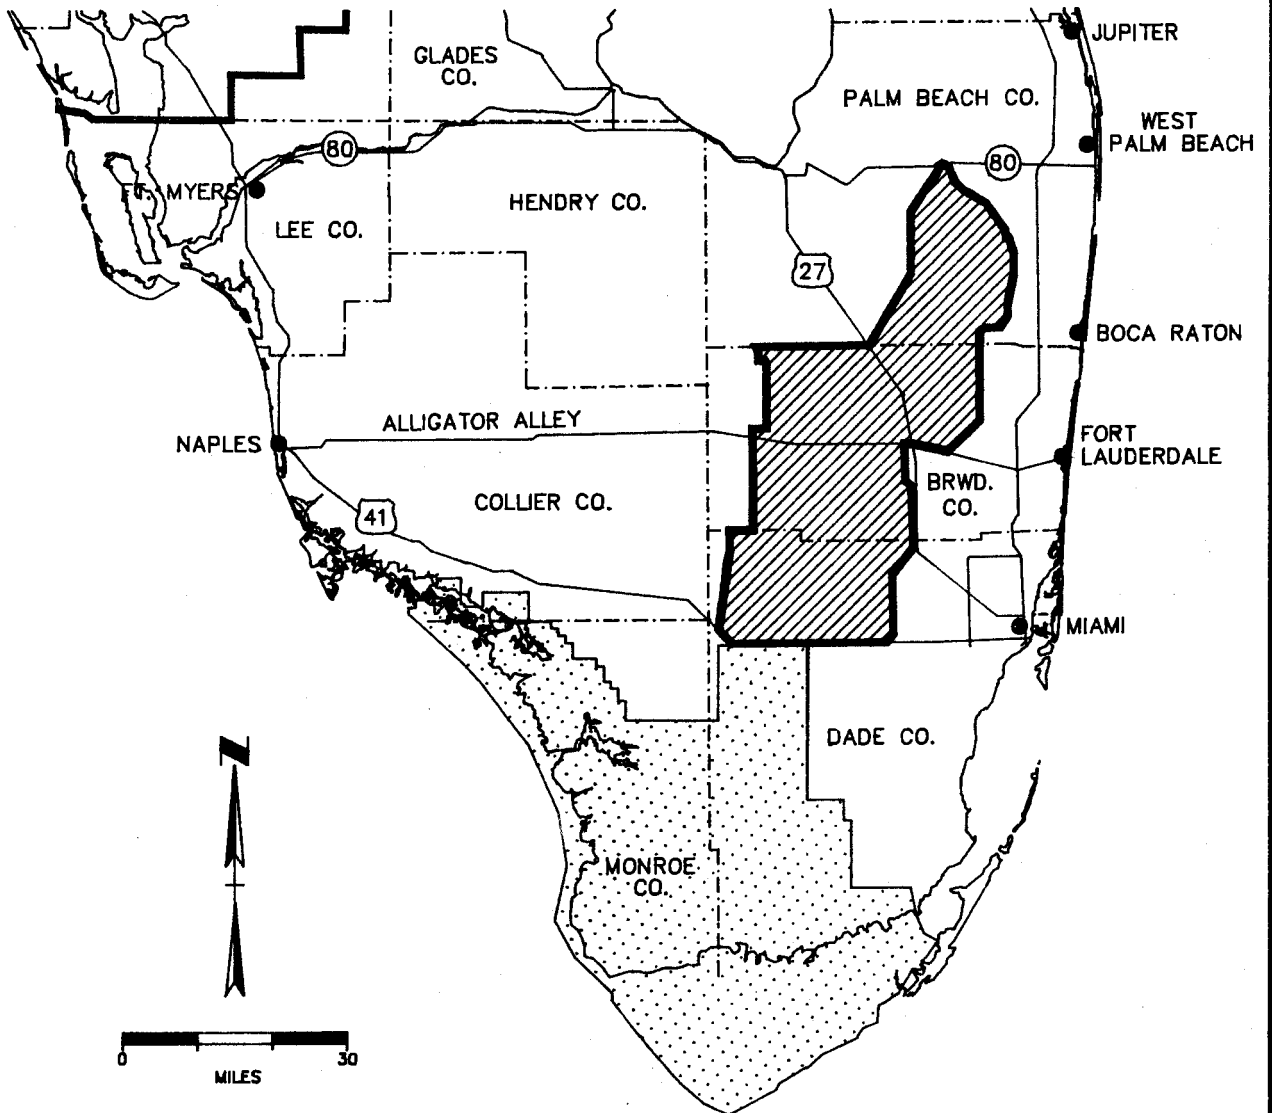 JUPITER
GLADES
CO.
PALM BEACH CO.
WEST
PALM BEACH
80
80
FT. MYERS
HENDRY CO.
LEE CO.
27
BOCA RATON
ALLIGATOR ALLEY
NAPLES
FORT
LAUDERDALE
BRWD.
CO.
COLLIER CO.
41
MIAMI
N
DADE CO.
MONROE
CO.
0 30
MILES